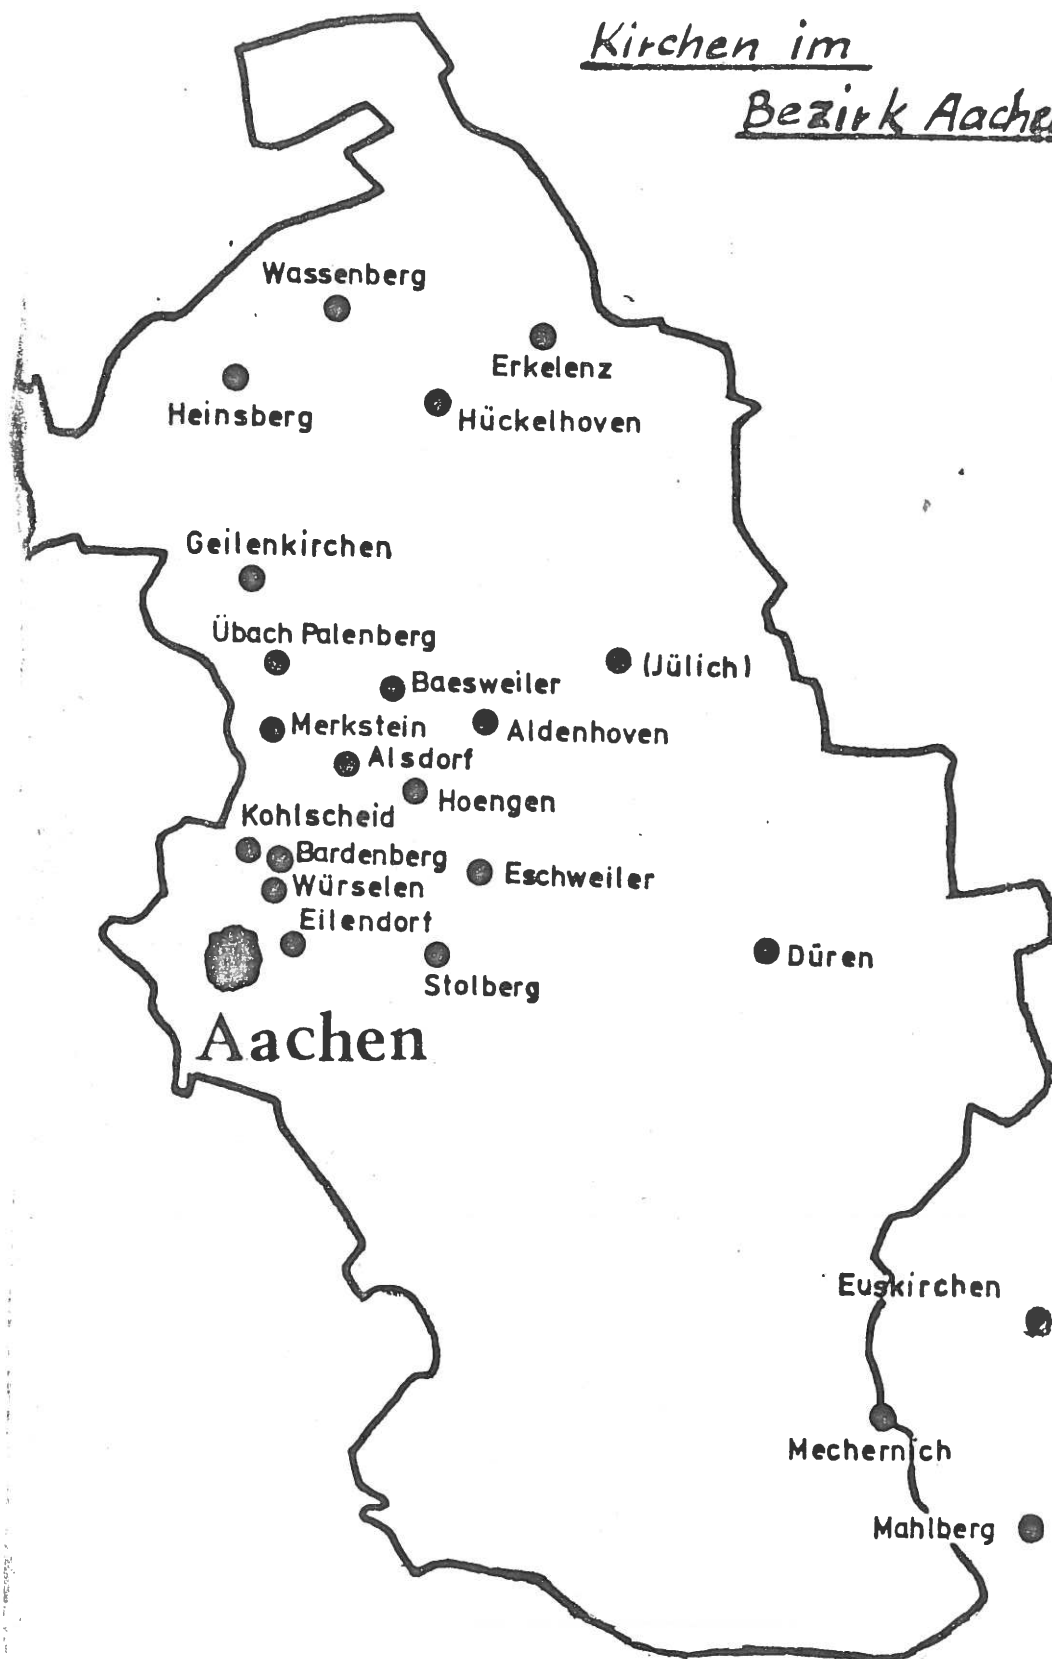 Kirchen im
Bezirk Aachen
Wassenberg
Erkelenz
Heinsberg
Hückelhoven
Geilenkirchen
Übach Palenberg
(Jülich)
Baesweiler
Merkstein
Aldenhoven
Alsdorf
Hoengen
Kohlscheid
Bardenberg
Eschweiler
Würselen
Eilendorf
Düren
Stolberg
Aachen
Euskirchen
Mechernich
Mahlberg